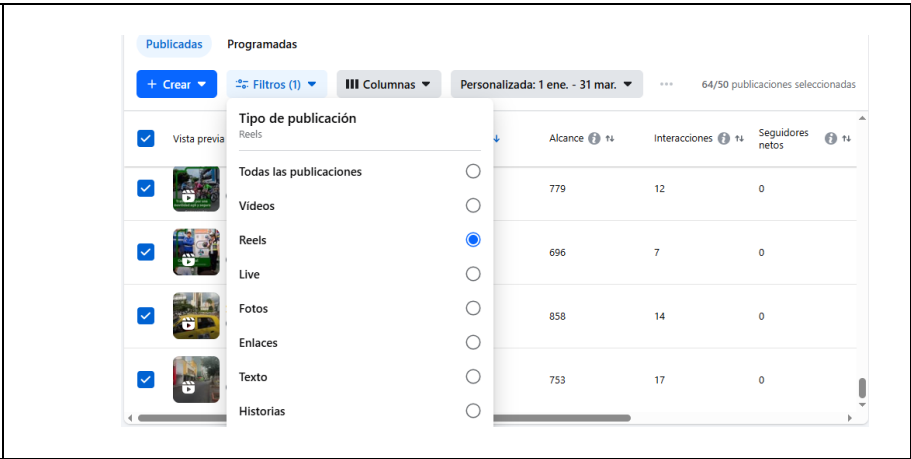 Publicadas Programadas
+ Crear Filtros (1) Columnas Personalizada: 1 ene. - 31 mar. ... 64/50 publicaciones seleccionadas
Tipo de publicación
Reels
Vista previa Alcance Interacciones Seguidores netos
Todas las publicaciones
779 12 0
Vídeos
Reels
696 7 0
Live
Fotos
858 14 0
Enlaces
Texto
753 17 0
Historias